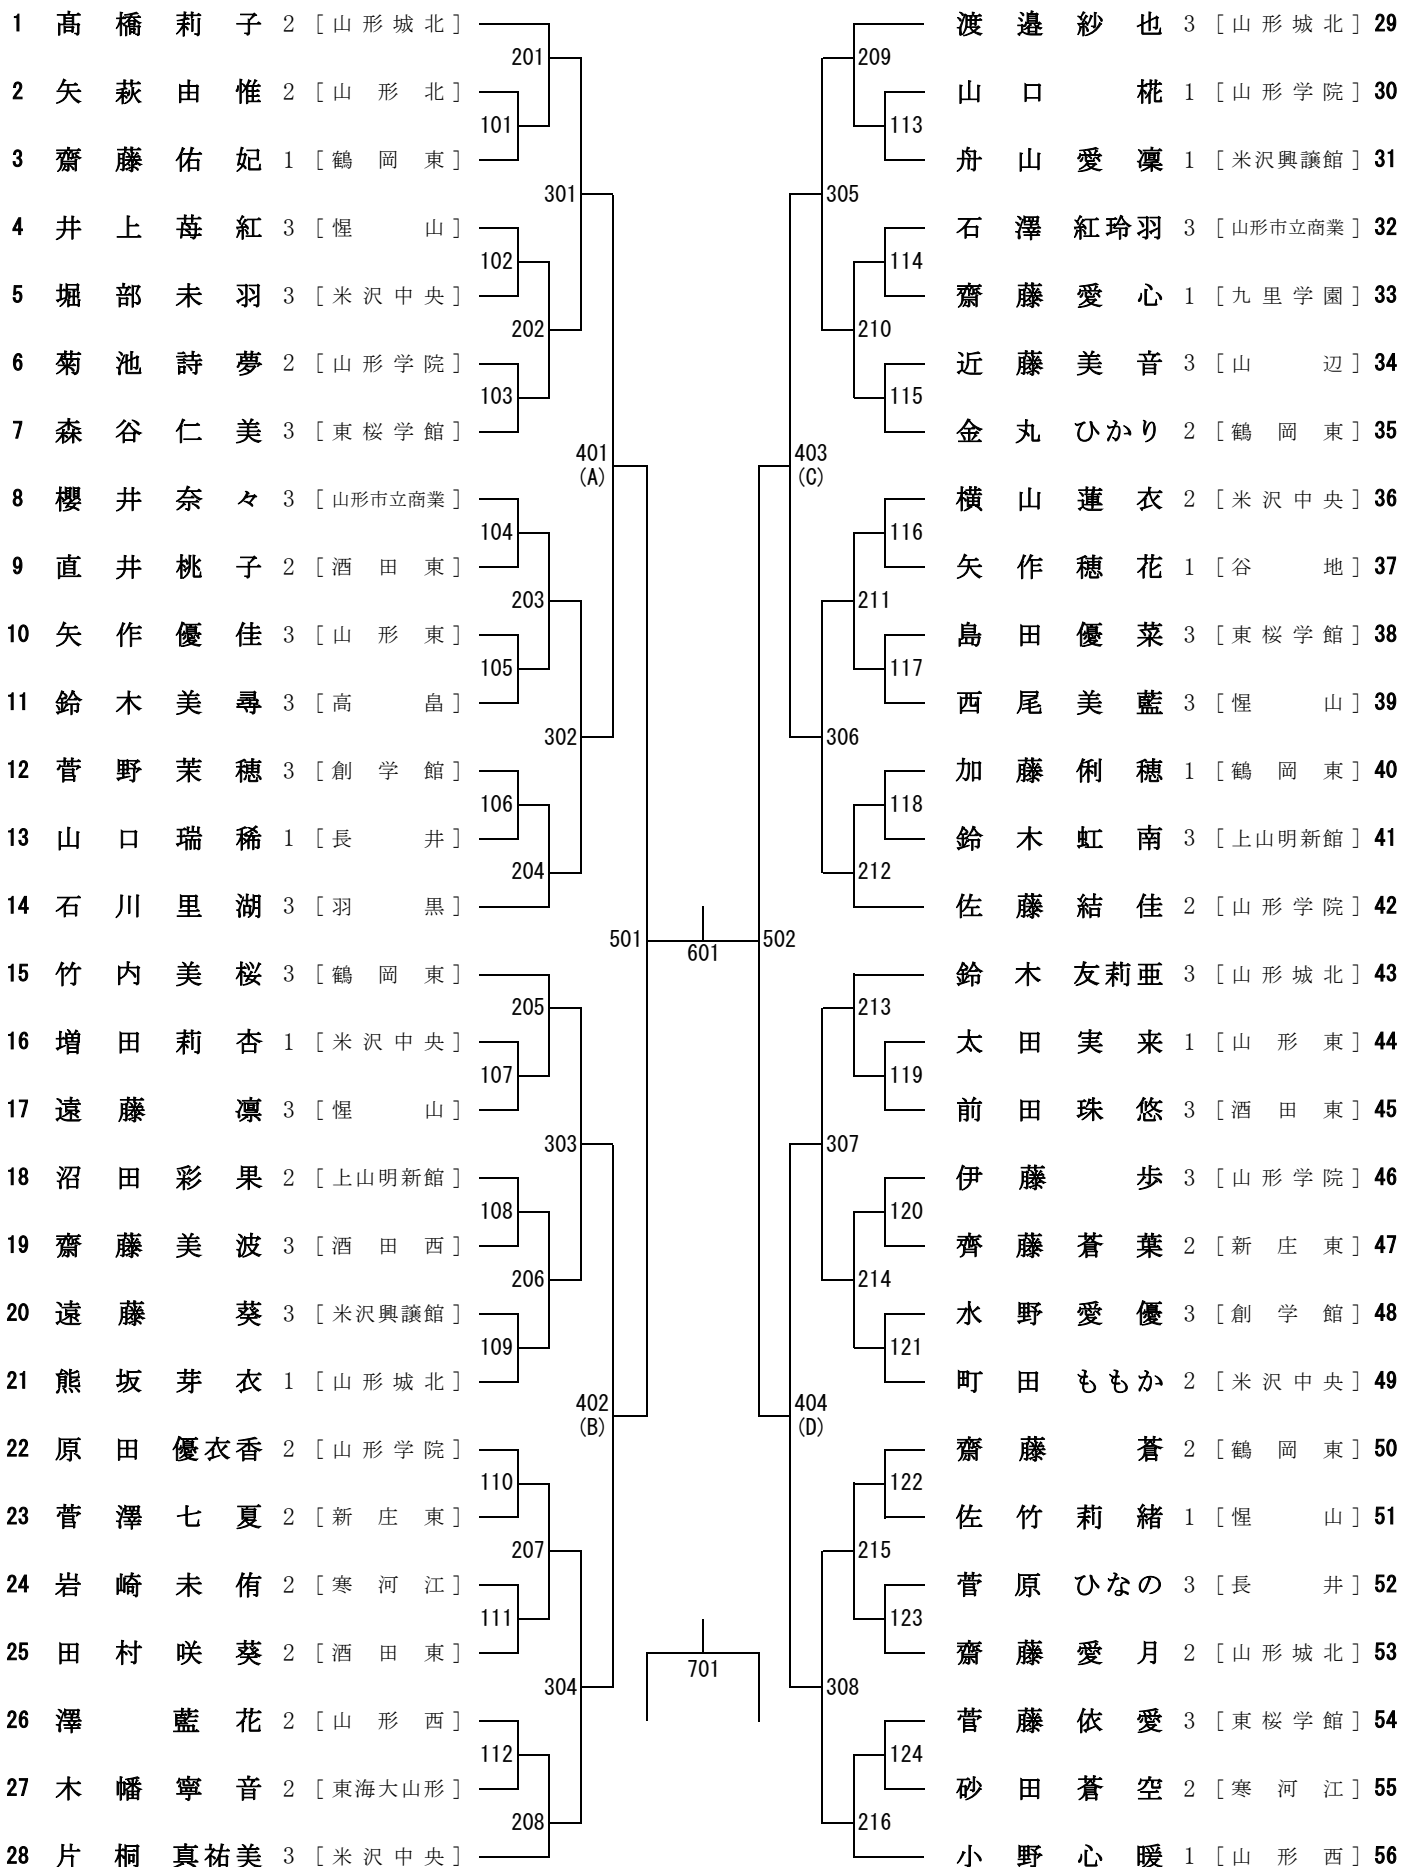 1 髙橋莉子 2 [山形城北]
201
2 矢萩由惟 2 [山形北]
101
3 齋藤佑妃 1 [鶴岡東]
301
4 井上苺紅 3 [惺山]
102
5 堀部未羽 3 [米沢中央]
202
6 菊池詩夢 2 [山形学院]
103
7 森谷仁美 3 [東桜学館]
401
(A)
8 櫻井奈々 3 [山形市立商業]
104
9 直井桃子 2 [酒田東]
203
10 矢作優佳 3 [山形東]
105
11 鈴木美尋 3 [高畠]
302
12 菅野茉穂 3 [創学館]
106
13 山口瑞稀 1 [長井]
204
14 石川里湖 3 [羽黒]
501
15 竹内美桜 3 [鶴岡東]
205
16 増田莉杏 1 [米沢中央]
107
17 遠藤凛 3 [惺山]
303
18 沼田彩果 2 [上山明新館]
108
19 齋藤美波 3 [酒田西]
206
20 遠藤葵 3 [米沢興譲館]
109
21 熊坂芽衣 1 [山形城北]
402
(B)
22 原田優衣香 2 [山形学院]
110
23 菅澤七夏 2 [新庄東]
207
24 岩崎未侑 2 [寒河江]
111
25 田村咲葵 2 [酒田東]
304
26 澤藍花 2 [山形西]
112
27 木幡寧音 2 [東海大山形]
208
28 片桐真祐美 3 [米沢中央]
601
701
渡邉紗也 3 [山形城北] 29
209
山口椛 1 [山形学院] 30
113
舟山愛凜 1 [米沢興譲館] 31
305
石澤紅玲羽 3 [山形市立商業] 32
114
齋藤愛心 1 [九里学園] 33
210
近藤美音 3 [山辺] 34
115
金丸ひかり 2 [鶴岡東] 35
403
(C)
横山蓮衣 2 [米沢中央] 36
116
矢作穂花 1 [谷地] 37
211
島田優菜 3 [東桜学館] 38
117
西尾美藍 3 [惺山] 39
306
加藤俐穂 1 [鶴岡東] 40
118
鈴木虹南 3 [上山明新館] 41
212
佐藤結佳 2 [山形学院] 42
502
鈴木友莉亜 3 [山形城北] 43
213
太田実来 1 [山形東] 44
119
前田珠悠 3 [酒田東] 45
307
伊藤歩 3 [山形学院] 46
120
齊藤蒼葉 2 [新庄東] 47
214
水野愛優 3 [創学館] 48
121
町田ももか 2 [米沢中央] 49
404
(D)
齋藤蒼 2 [鶴岡東] 50
122
佐竹莉緒 1 [惺山] 51
215
菅原ひなの 3 [長井] 52
123
齋藤愛月 2 [山形城北] 53
308
菅藤依愛 3 [東桜学館] 54
124
砂田蒼空 2 [寒河江] 55
216
小野心暖 1 [山形西] 56